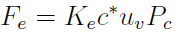 $F_e = K_e c^* u_v P_c$